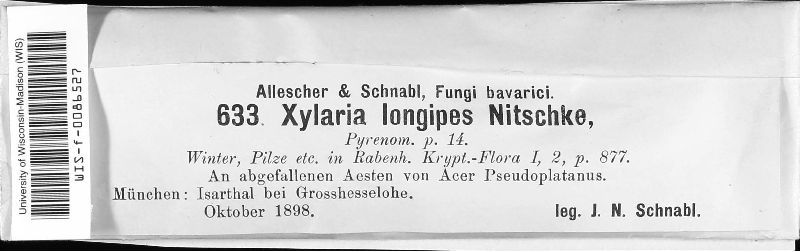 University of Wisconsin-Madison (WIS)
WIS-f-0086527
Allescher & Schnabl, Fungi bavarici.
633. Xylaria longipes Nitschke,
Pyrenom. p. 14.
Winter, Pilze etc. in Rabenh. Krypt.-Flora I, 2, p. 877.
An abgefallenen Aesten von Acer Pseudoplatanus.
München: Isarthal bei Grosshesselohe.
Oktober 1898. leg. J. N. Schnabl.